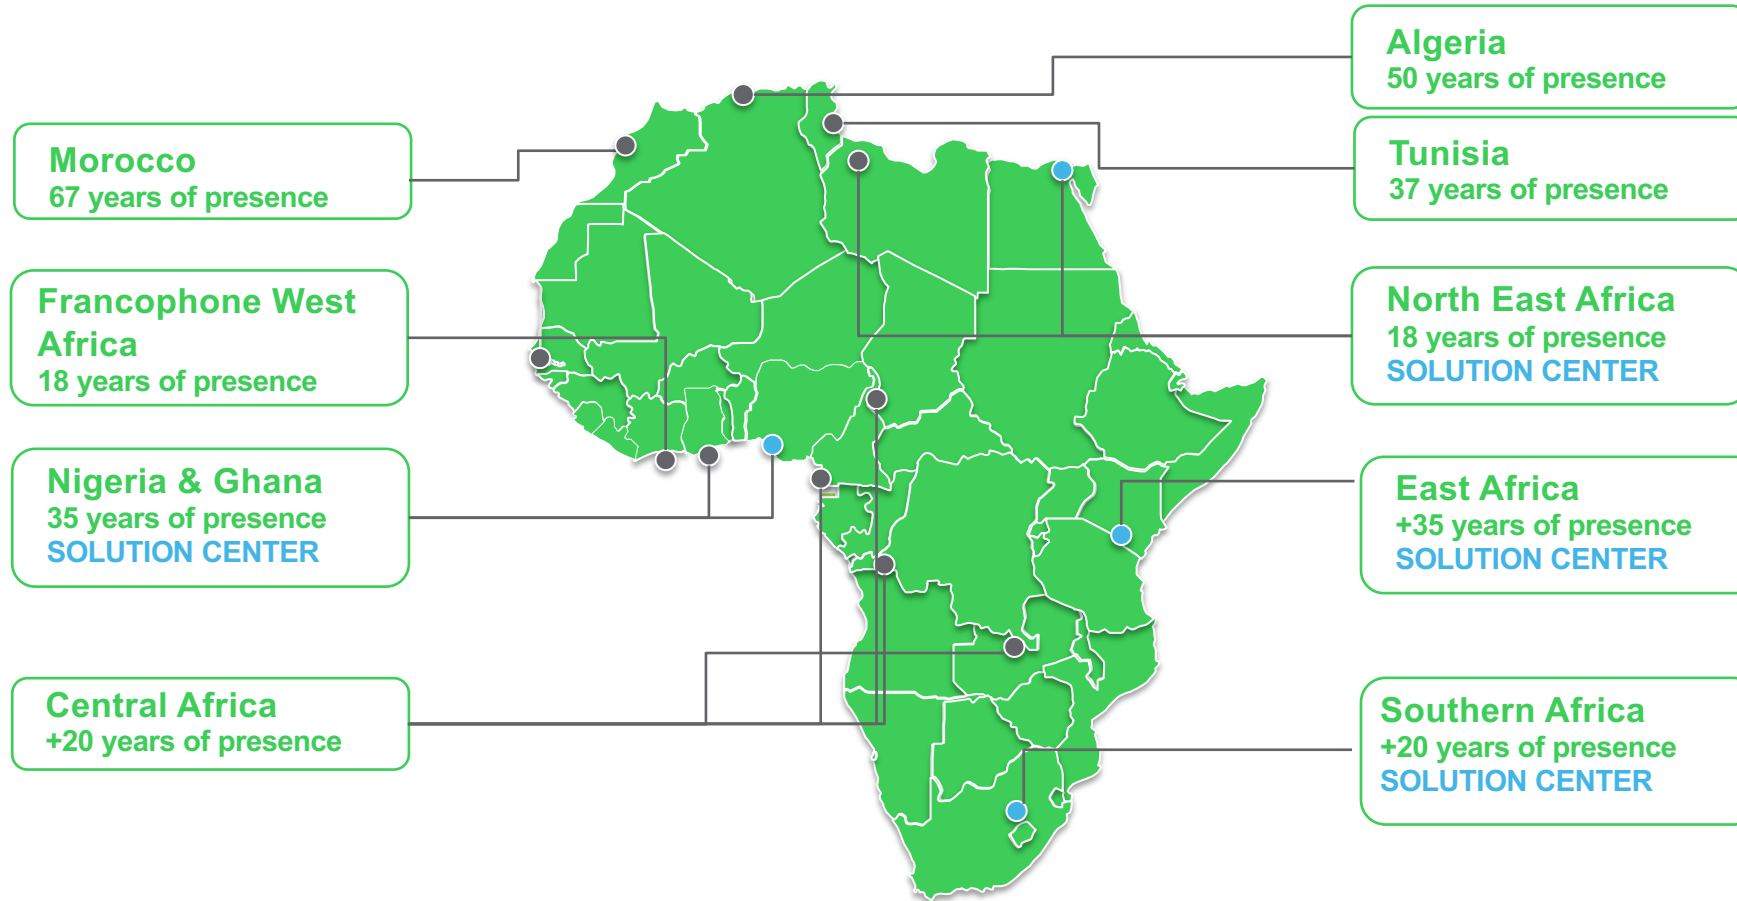 Morocco
67 years of presence
Francophone West
Africa
18 years of presence
Nigeria & Ghana
35 years of presence
SOLUTION CENTER
Central Africa
+20 years of presence
Algeria
50 years of presence
Tunisia
37 years of presence
North East Africa
18 years of presence
SOLUTION CENTER
East Africa
+35 years of presence
SOLUTION CENTER
Southern Africa
+20 years of presence
SOLUTION CENTER